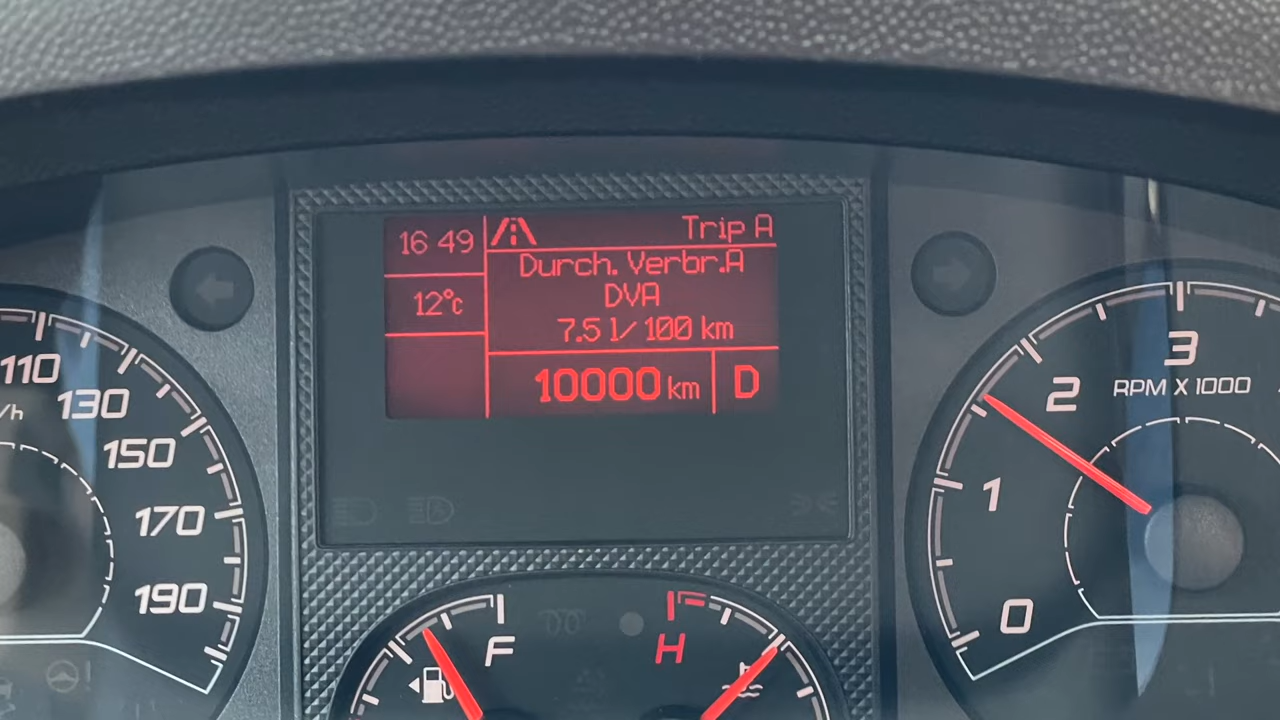 16 49
Trip A
Durch. Verbr.A
DVA
12°c
7.5 l/100 km
10000 km
D
110
130
150
170
190
/h
3
2
RPM X 1000
1
0
F
H